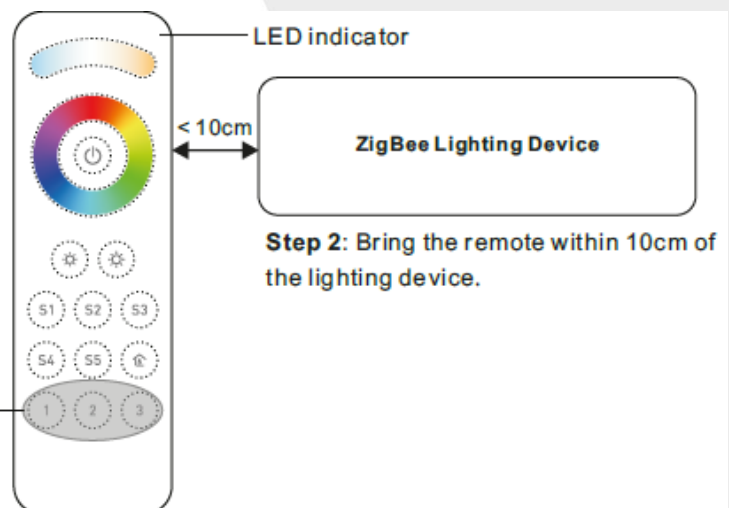 LED indicator
< 10cm
ZigBee Lighting Device
Step 2: Bring the remote within 10cm of
the lighting device.
S1 S2 S3
S4 S5
1 2 3